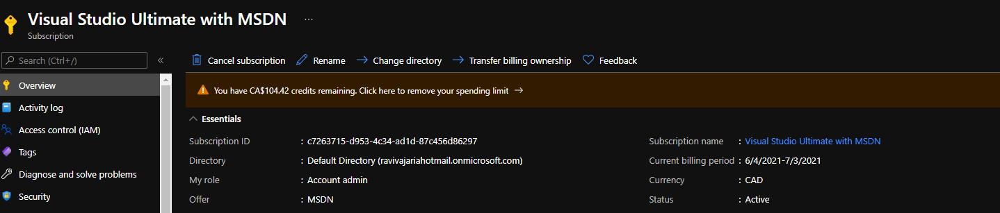 Visual Studio Ultimate with MSDN ...
Subscription
Search (Ctrl+/) «
Cancel subscription Rename Change directory Transfer billing ownership Feedback
Overview
Activity log
Access control (IAM)
Tags
Diagnose and solve problems
Security
You have CA$104.42 credits remaining. Click here to remove your spending limit →
Essentials
Subscription ID : c7263715-d953-4c34-ad1d-87c456d86297
Subscription name : Visual Studio Ultimate with MSDN
Directory : Default Directory (ravivajariahotmail.onmicrosoft.com)
Current billing period : 6/4/2021-7/3/2021
My role : Account admin
Currency : CAD
Offer : MSDN
Status : Active